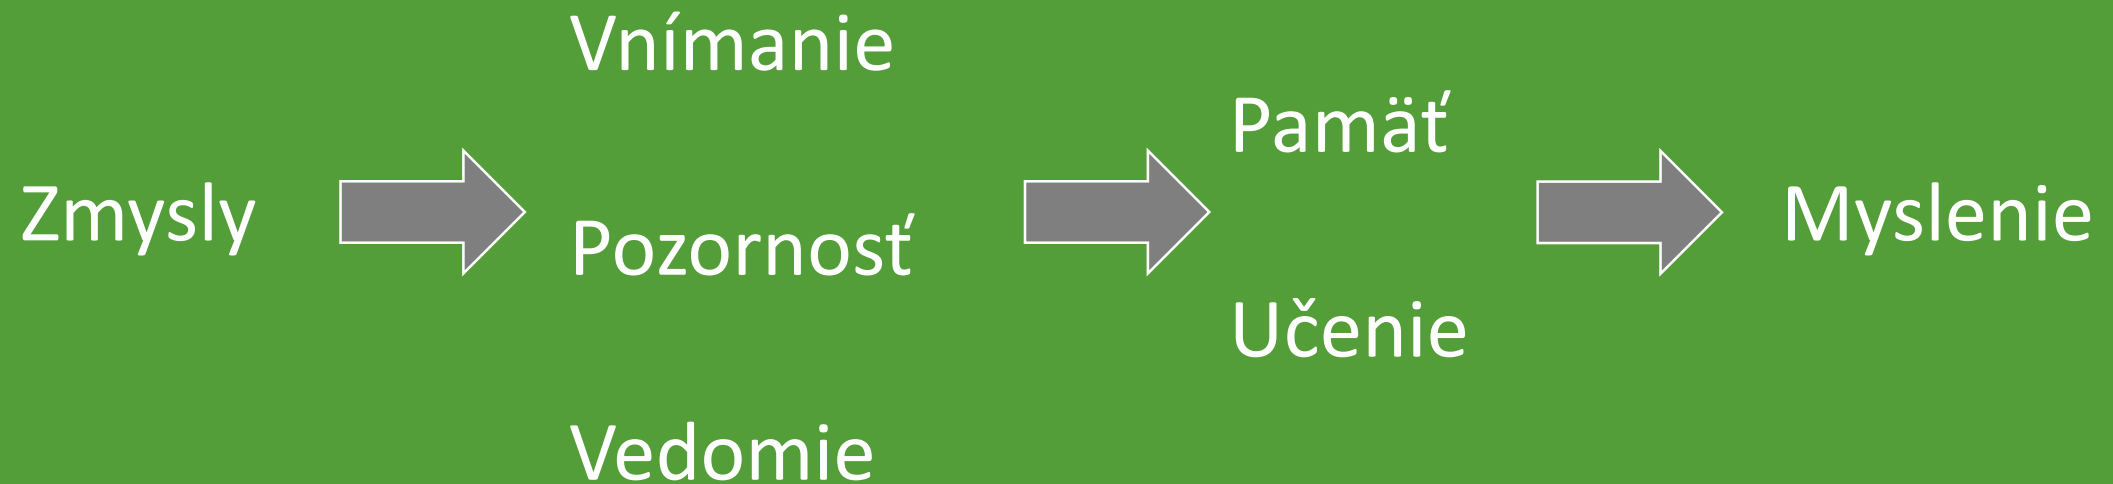 Zmysly
Vnímanie
Pozornosť
Vedomie
Pamäť
Učenie
Myslenie